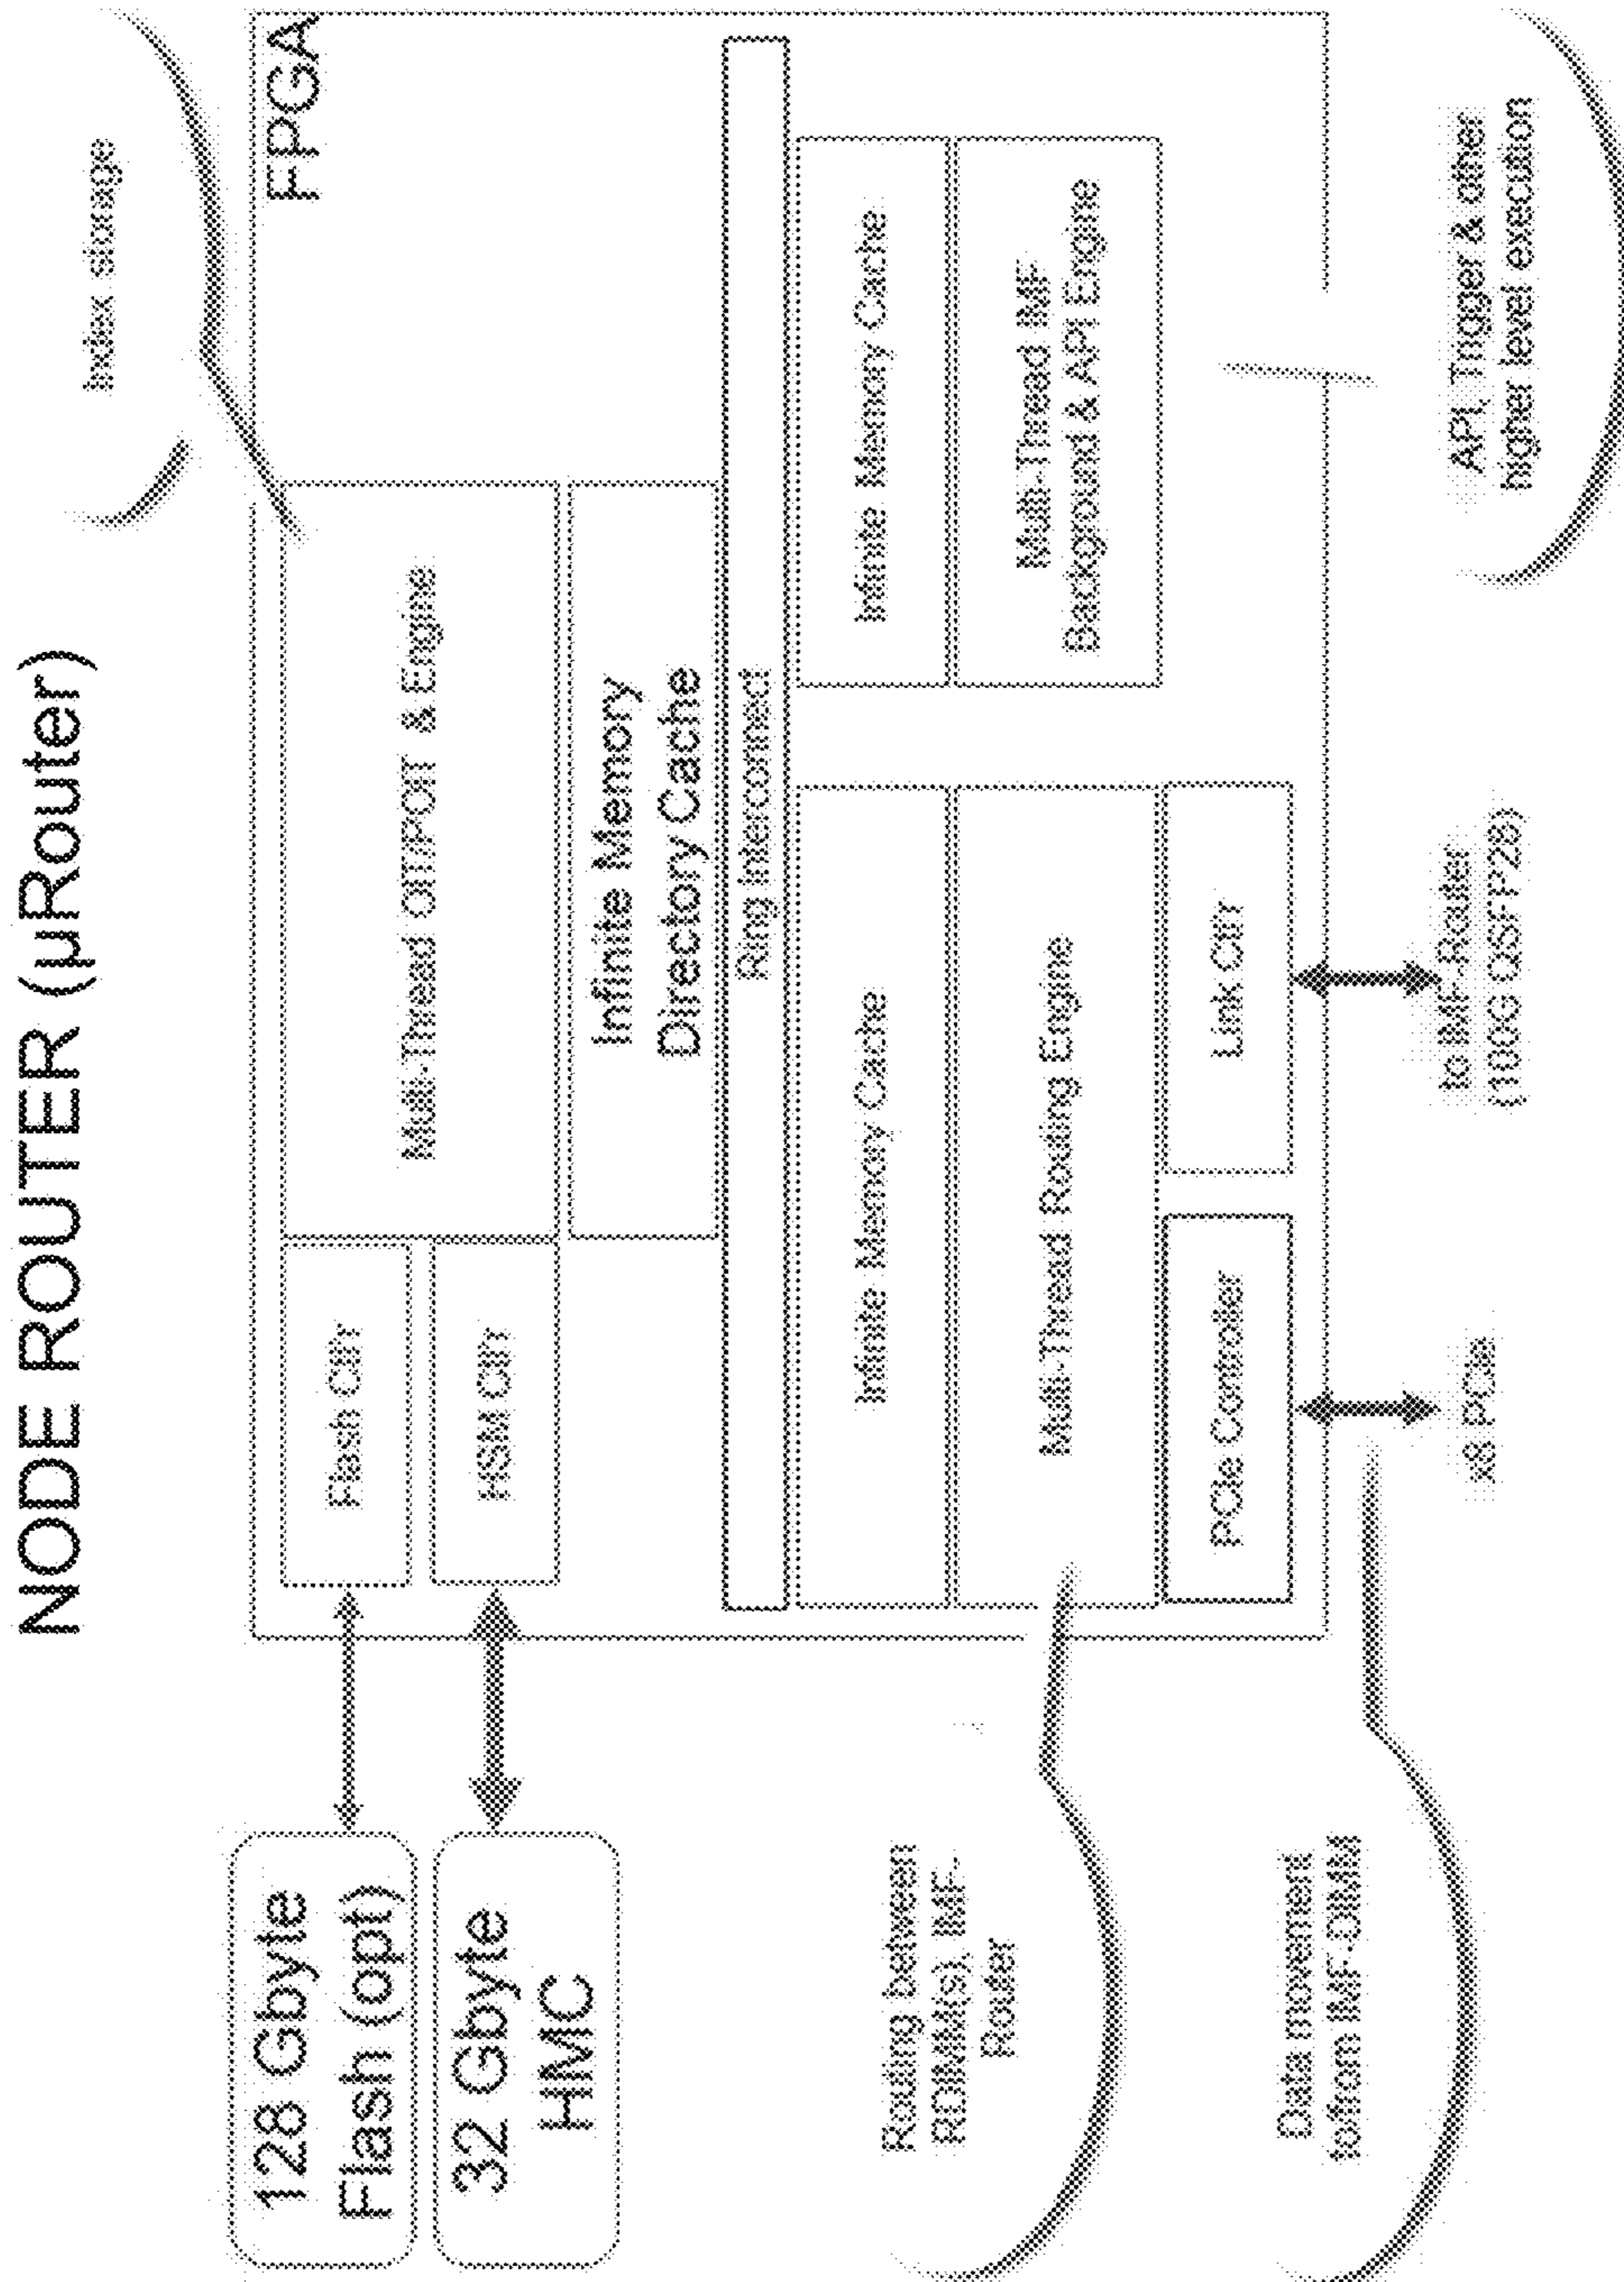 NODE ROUTER (µRouter)
Index storage
FPGA
128 Gbyte
Flash (opt)
32 Gbyte
HMC
Flash Ctlr
HSM Ctlr
Multi-Thread OIT/POIT & Engine
Infinite Memory
Directory Cache
Ring Interconnect
Infinite Memory Cache
Infinite Memory Cache
Multi-Thread Routing Engine
Multi-Thread IMF
Background & API Engine
PCIe Controller
Link Ctlr
Routing between
RDIMM(s), IMF-
Router
Data movement
to/from IMF-DIMM
x8 PCIe
to IMF-Router
(100G QSFP28)
API, Trigger & other
higher level execution